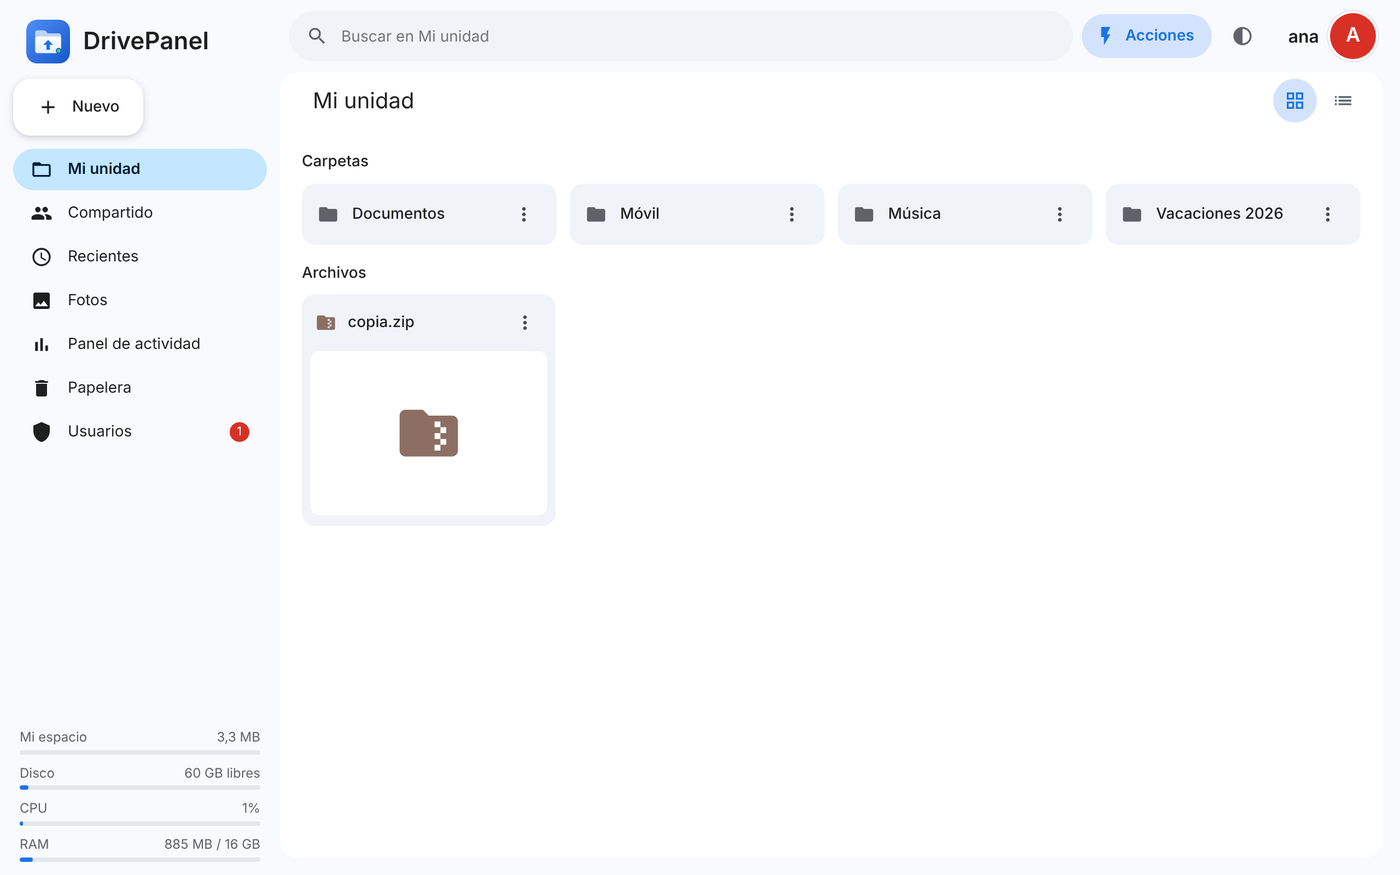 DrivePanel
Buscar en Mi unidad
Acciones
ana
A
Nuevo
Mi unidad
Compartido
Recientes
Fotos
Panel de actividad
Papelera
Usuarios
1
Mi unidad
Carpetas
Documentos
Móvil
Música
Vacaciones 2026
Archivos
copia.zip
Mi espacio 3,3 MB
Disco 60 GB libres
CPU 1%
RAM 885 MB / 16 GB